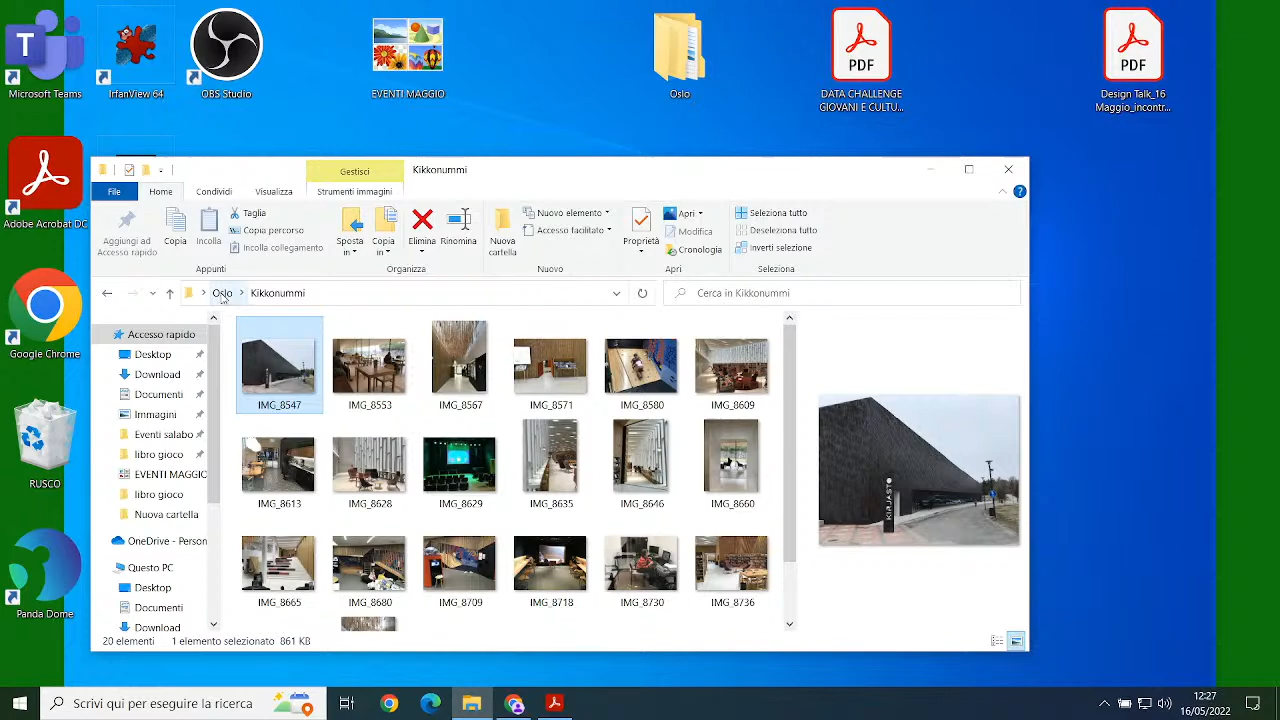 Microsoft Teams
IrfanView 64
OBS Studio
EVENTI MAGGIO
Oslo
PDF
DATA CHALLENGE
GIOVANI E CULTU...
PDF
Design Talk_16
Maggio_incontr...
Adobe Acrobat DC
Google Chrome
RUSCO
Panda Dome
Gestisci
Kikkonummi
File
Home
Condividi
Visualizza
Strumenti immagini
Aggiungi ad
Accesso rapido
Copia
Incolla
Taglia
Copia percorso
Incolla collegamento
Appunti
Sposta
in
Copia
in
Elimina
Rinomina
Organizza
Nuova
cartella
Nuovo elemento
Accesso facilitato
Nuovo
Proprietà
Apri
Modifica
Cronologia
Apri
Seleziona tutto
Deseleziona tutto
Inverti selezione
Seleziona
Oslo
Kikkonummi
Cerca in Kikkonummi
Accesso rapido
Desktop
Download
Documenti
Immagini
Eventi salabo
libro gioco
EVENTI MAGGIO
libro gioco
Nuova cartella
OneDrive - Person
Questo PC
Desktop
Documenti
Download
IMG_8547
IMG_8553
IMG_8567
IMG_8571
IMG_8580
IMG_8609
IMG_8613
IMG_8628
IMG_8629
IMG_8635
IMG_8646
IMG_8660
IMG_8665
IMG_8680
IMG_8709
IMG_8718
IMG_8730
IMG_8736
KIRJASTO
20 elementi
1 elemento selezionato 861 KB
Scrivi qui per eseguire la ricerca
12:27
16/05/2022